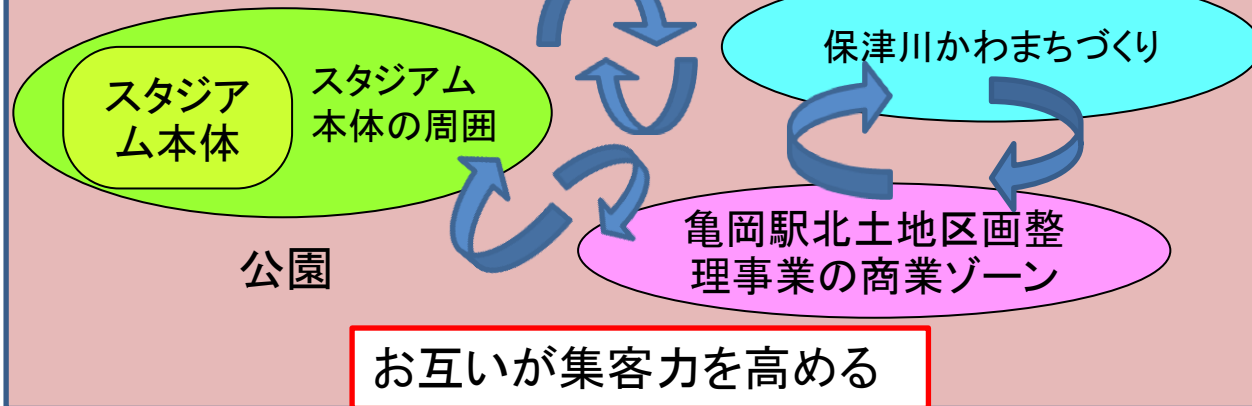 スタジア
ム本体
スタジアム
本体の周囲
保津川かわまちづくり
亀岡駅北土地区画整
理事業の商業ゾーン
公園
お互いが集客力を高める